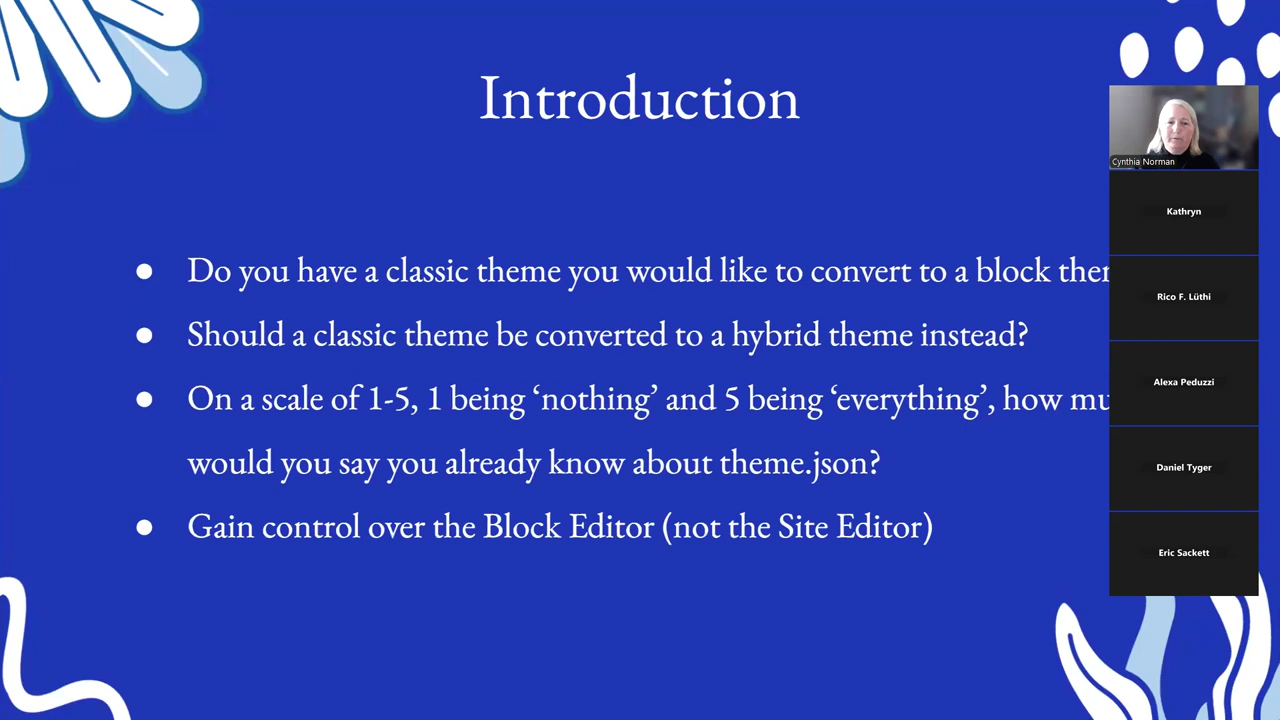 Introduction
● Do you have a classic theme you would like to convert to a block
● Should a classic theme be converted to a hybrid theme instead?
● On a scale of 1-5, 1 being ‘nothing’ and 5 being ‘everything’, how
would you say you already know about theme.json?
● Gain control over the Block Editor (not the Site Editor)
Cynthia Norman
Kathryn
Rico F. Lüthi
Alexa Peduzzi
Daniel Tyger
Eric Sackett